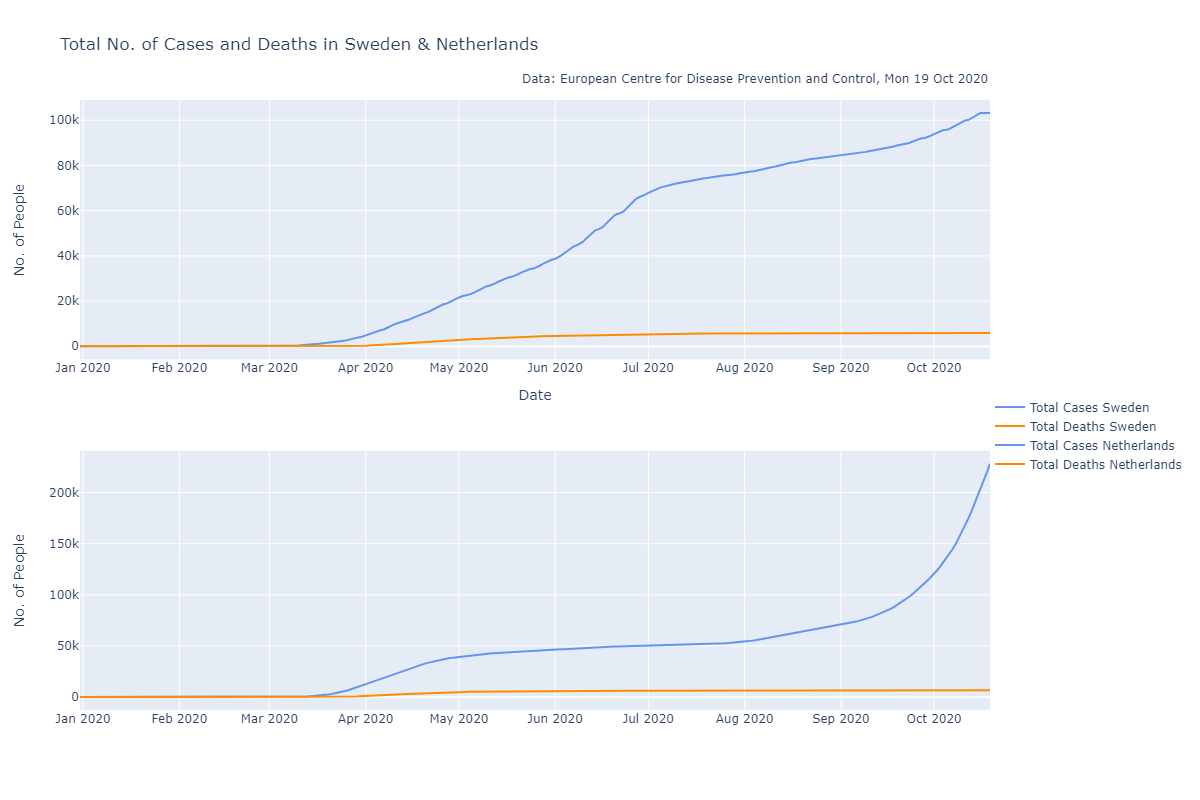 Total No. of Cases and Deaths in Sweden & Netherlands
Data: European Centre for Disease Prevention and Control, Mon 19 Oct 2020
No. of People
100k
80k
60k
40k
20k
0
Jan 2020 Feb 2020 Mar 2020 Apr 2020 May 2020 Jun 2020 Jul 2020 Aug 2020 Sep 2020 Oct 2020
Date
Total Cases Sweden
Total Deaths Sweden
Total Cases Netherlands
Total Deaths Netherlands
No. of People
200k
150k
100k
50k
0
Jan 2020 Feb 2020 Mar 2020 Apr 2020 May 2020 Jun 2020 Jul 2020 Aug 2020 Sep 2020 Oct 2020